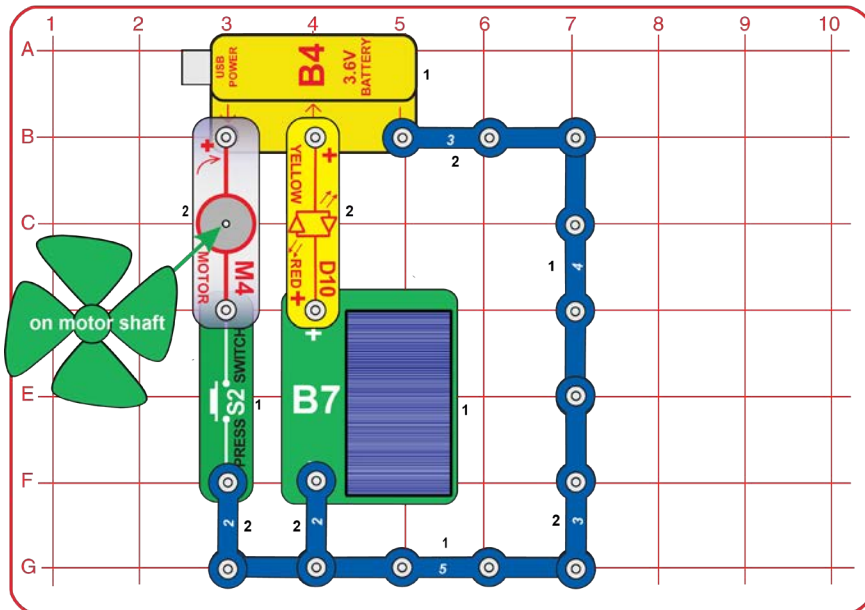 1 2 3 4 5 6 7 8 9 10
A
USB POWER
B4
3.6V BATTERY
1
B
+
YELLOW
+
3
2
C
2
2
M4
MOTOR
RED
+
D10
1
4
on motor shaft
+
E
PRESS SWITCH
S2
1
B7
1
F
2
2
2
2
2
3
1
G
5